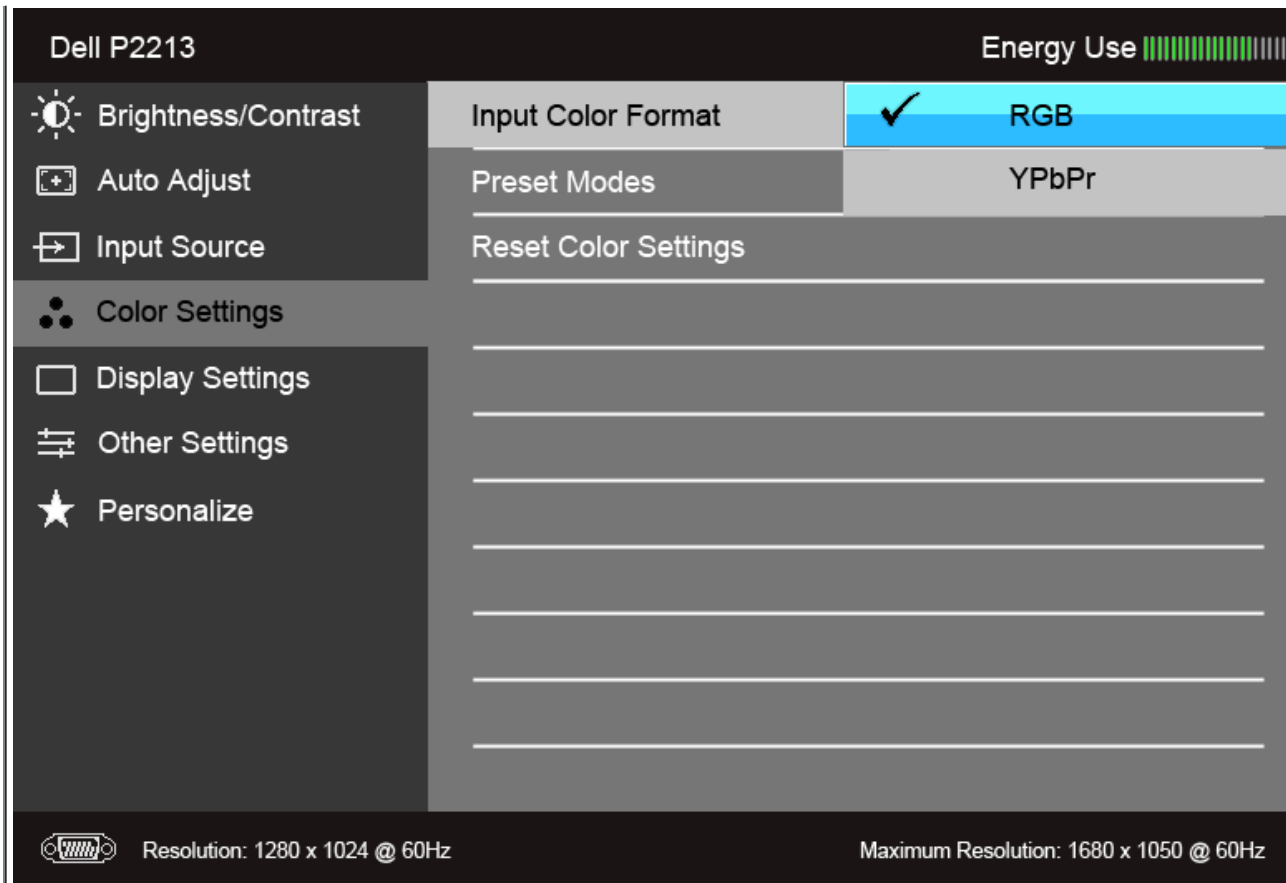 Dell P2213 Energy Use
Brightness/Contrast Input Color Format RGB
Auto Adjust Preset Modes YPbPr
Input Source Reset Color Settings
Color Settings
Display Settings
Other Settings
Personalize
Resolution: 1280 x 1024 @ 60Hz Maximum Resolution: 1680 x 1050 @ 60Hz